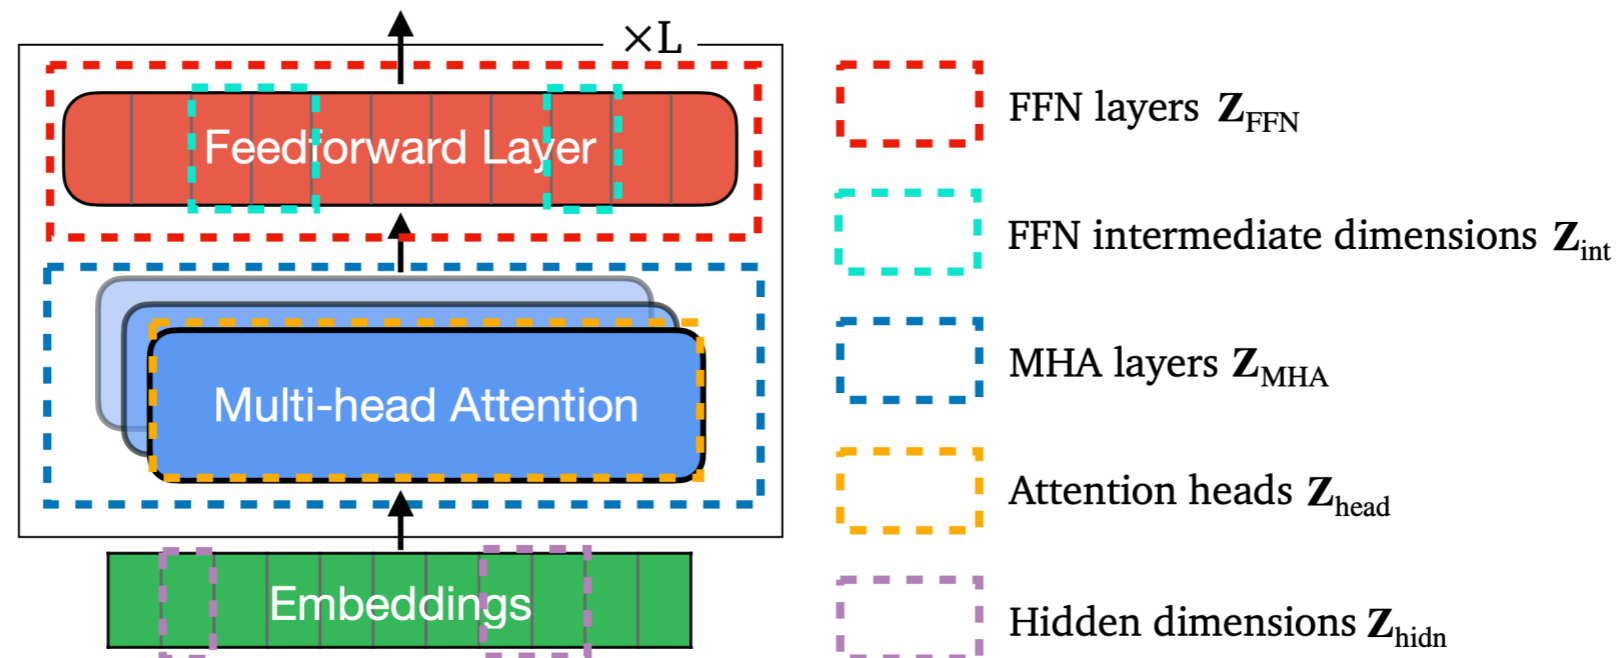 ×L
Feedforward Layer
Multi-head Attention
Embeddings
FFN layers Z_FFN
FFN intermediate dimensions Z_int
MHA layers Z_MHA
Attention heads Z_head
Hidden dimensions Z_hidn